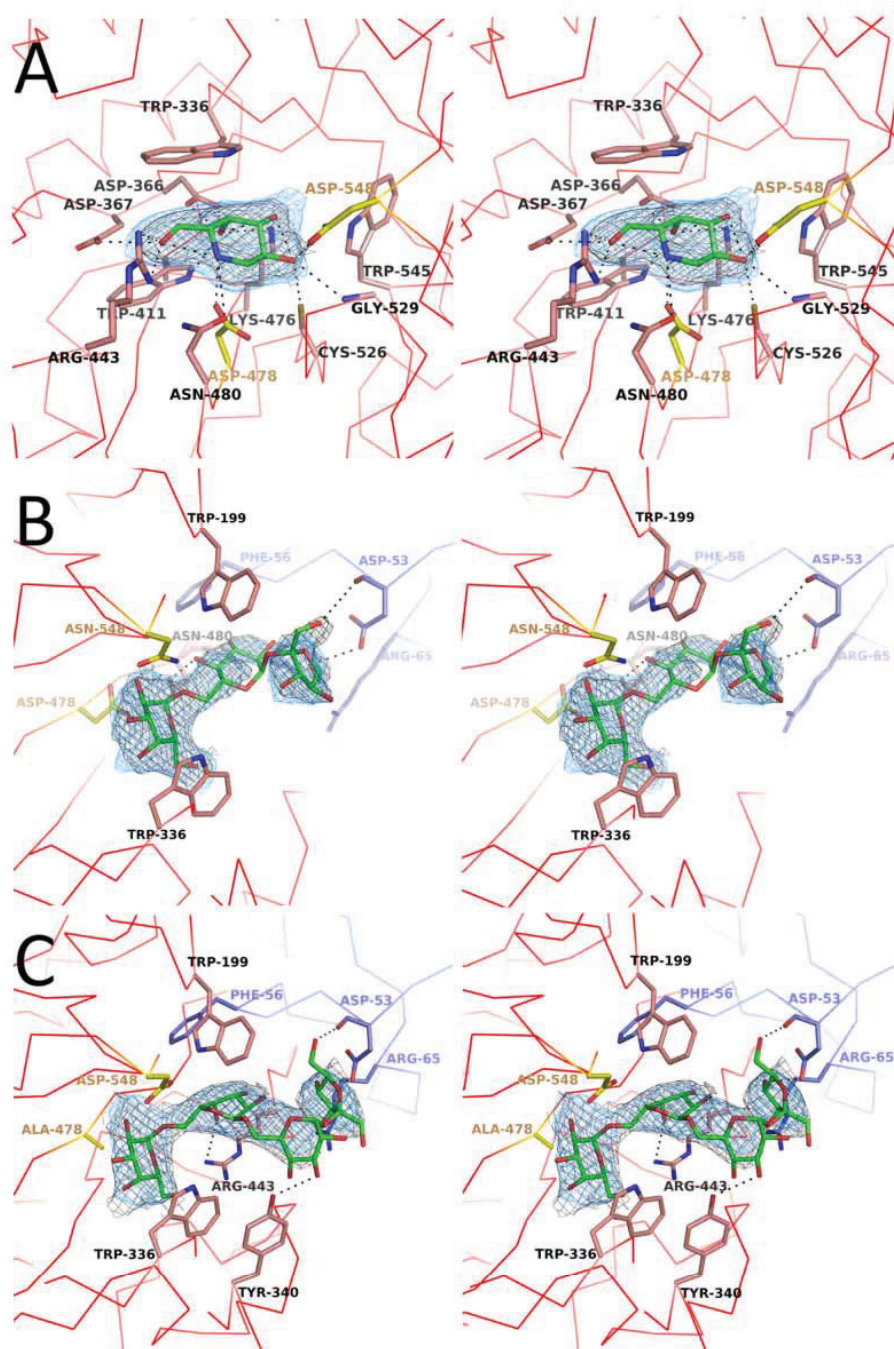 A
TRP-336 TRP-336
ASP-366 ASP-548 ASP-366 ASP-548
ASP-367 ASP-367
TRP-545 TRP-545
TRP-411 LYS-476 GLY-529 TRP-411 LYS-476 GLY-529
ARG-443 CYS-526 ARG-443 CYS-526
ASP-478 ASP-478
ASN-480 ASN-480
B
TRP-199 TRP-199
PHE-56 ASP-53 PHE-56 ASP-53
ASN-548 ASN-480 ASN-548 ASN-480
ARG-65 ARG-65
ASP-478 ASP-478
TRP-336 TRP-336
C
TRP-199 TRP-199
PHE-56 ASP-53 PHE-56 ASP-53
ARG-65 ARG-65
ASP-548 ASP-548
ALA-478 ALA-478
ARG-443 ARG-443
TRP-336 TRP-336
TYR-340 TYR-340